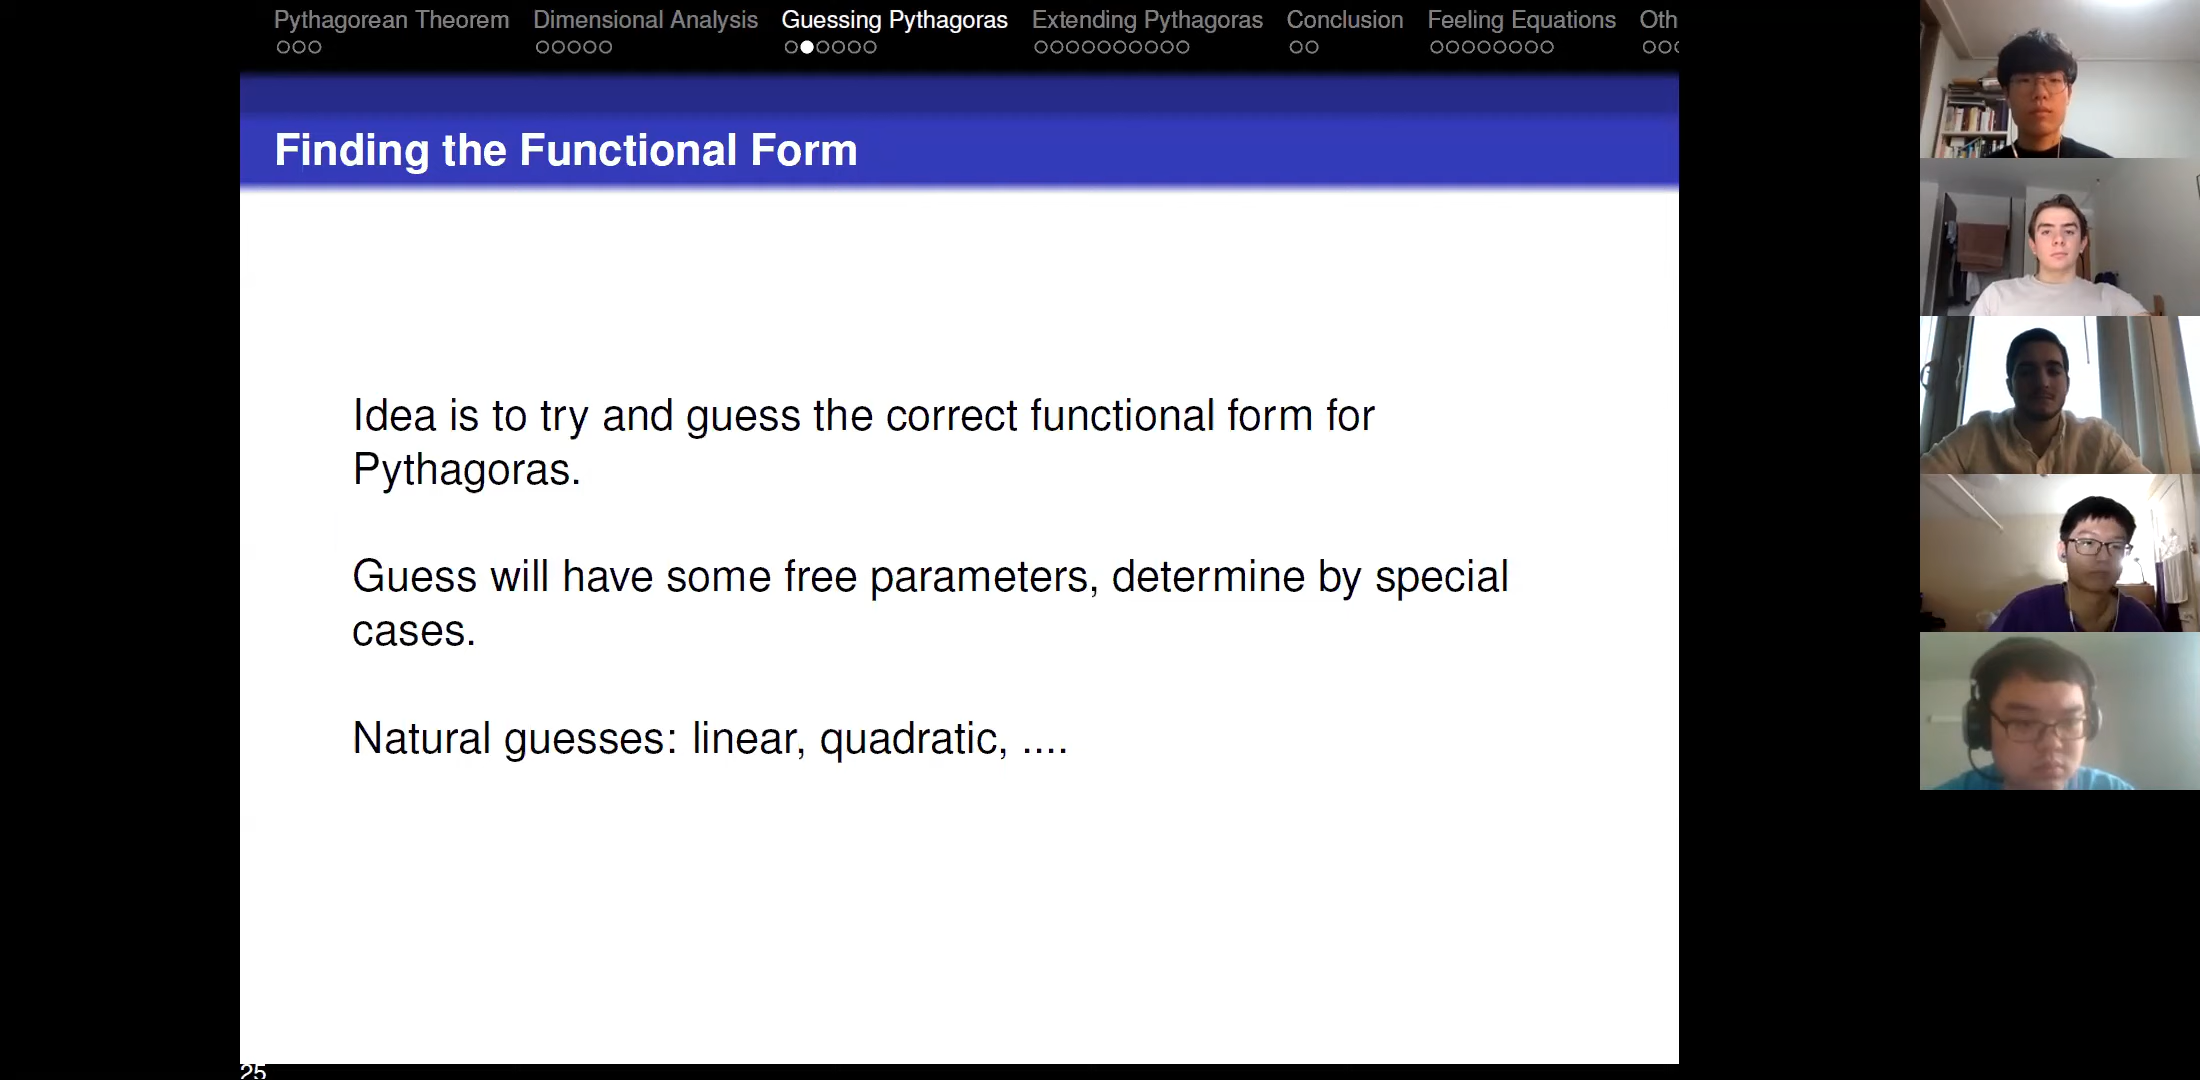 Pythagorean Theorem Dimensional Analysis Guessing Pythagoras Extending Pythagoras Conclusion Feeling Equations Oth
Finding the Functional Form
Idea is to try and guess the correct functional form for
Pythagoras.
Guess will have some free parameters, determine by special
cases.
Natural guesses: linear, quadratic, ....
25